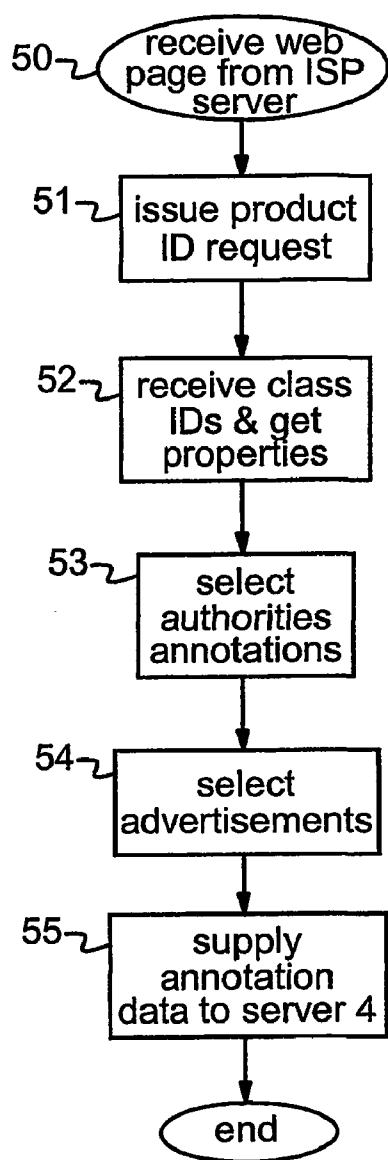 50
receive web
page from ISP
server
51
issue product
ID request
52
receive class
IDs & get
properties
53
select
authorities
annotations
54
select
advertisements
55
supply
annotation
data to server 4
end